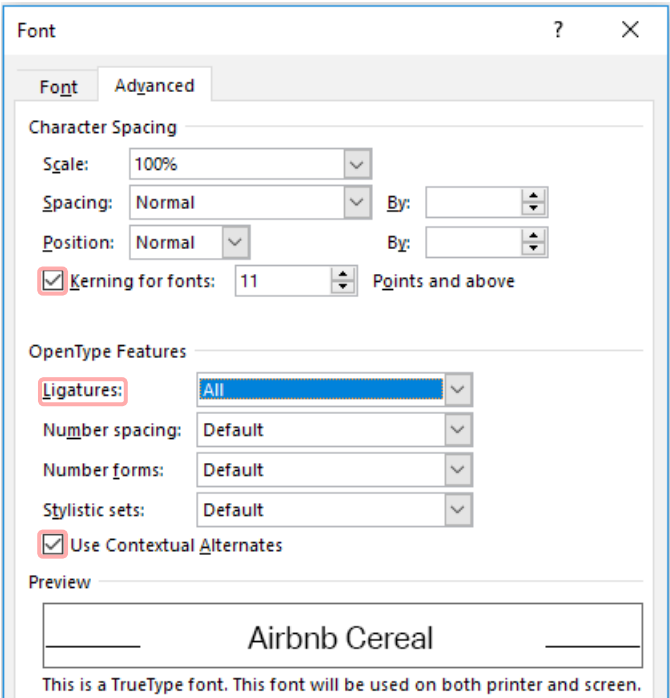 Font ?
Font Advanced
Character Spacing
Scale: 100%
Spacing: Normal By:
Position: Normal By:
Kerning for fonts: 11 Points and above
OpenType Features
Ligatures: All
Number spacing: Default
Number forms: Default
Stylistic sets: Default
Use Contextual Alternates
Preview
Airbnb Cereal
This is a TrueType font. This font will be used on both printer and screen.